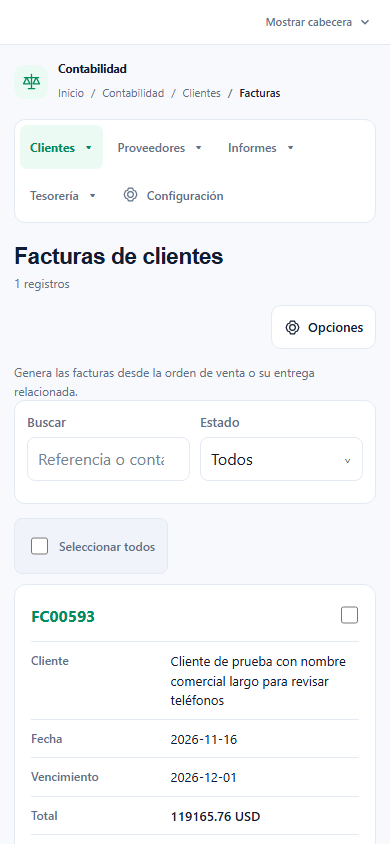 Mostrar cabecera
Contabilidad
Inicio / Contabilidad / Clientes / Facturas
Clientes Proveedores Informes
Tesorería Configuración
Facturas de clientes
1 registros
Opciones
Genera las facturas desde la orden de venta o su entrega
relacionada.
Buscar Estado
Referencia o conta Todos
Seleccionar todos
FC00593
Cliente Cliente de prueba con nombre
comercial largo para revisar
teléfonos
Fecha 2026-11-16
Vencimiento 2026-12-01
Total 119165.76 USD